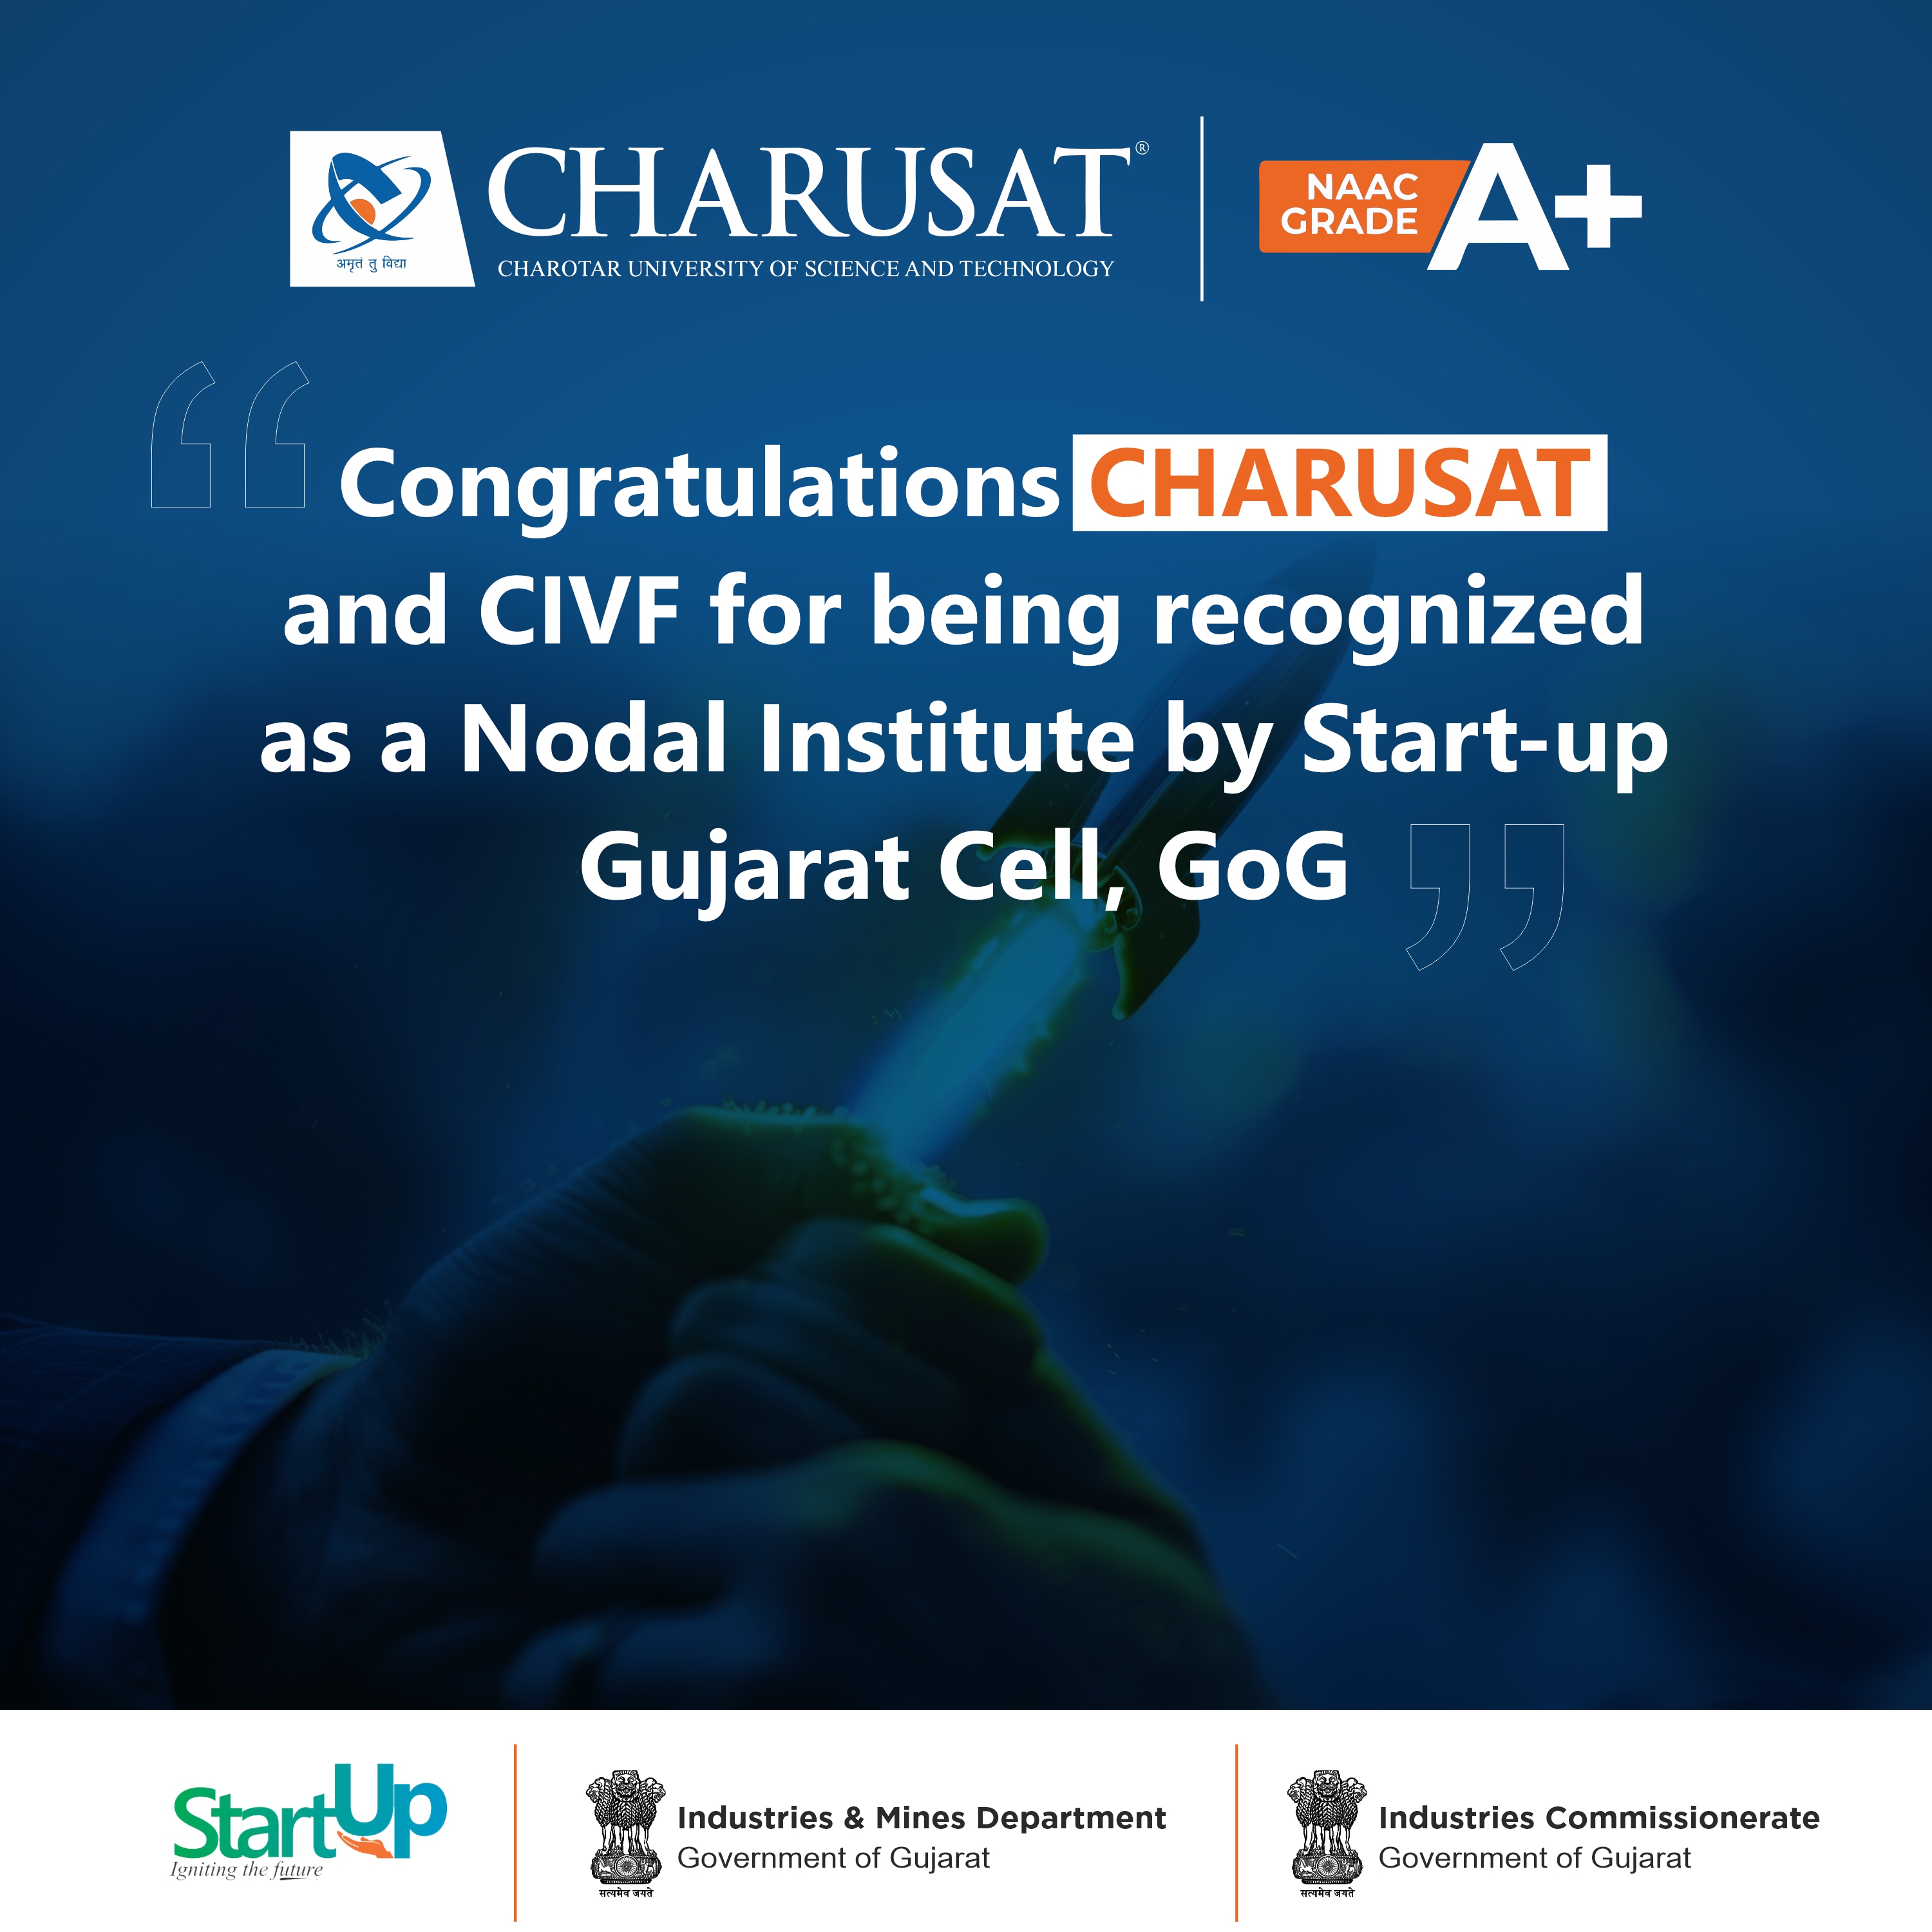 अमृतं तु विद्या
CHARUSAT®
CHAROTAR UNIVERSITY OF SCIENCE AND TECHNOLOGY
NAAC
GRADE
A+
“Congratulations CHARUSAT
and CIVF for being recognized
as a Nodal Institute by Start-up
Gujarat Cell, GoG”
StartUp
Igniting the future
Industries & Mines Department
Government of Gujarat
सत्यमेव जयते
Industries Commissionerate
Government of Gujarat
सत्यमेव जयते